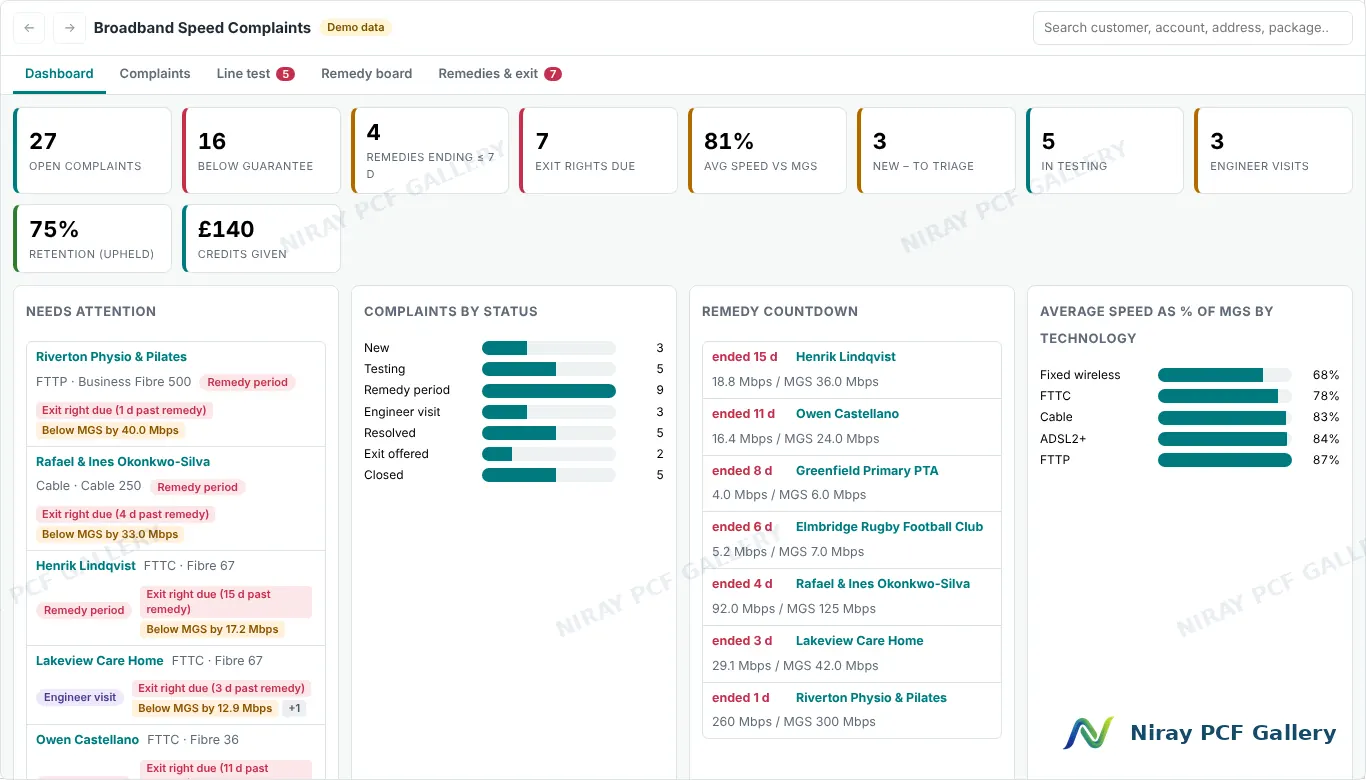 ← → Broadband Speed Complaints Demo data Search customer, account, address, package..
Dashboard Complaints Line test 5 Remedy board Remedies & exit 7
27
OPEN COMPLAINTS
16
BELOW GUARANTEE
4
REMEDIES ENDING ≤ 7
D
7
EXIT RIGHTS DUE
81%
AVG SPEED VS MGS
3
NEW – TO TRIAGE
5
IN TESTING
3
ENGINEER VISITS
75%
RETENTION (UPHELD)
£140
CREDITS GIVEN
NEEDS ATTENTION
Riverton Physio & Pilates
FTTP · Business Fibre 500 Remedy period
Exit right due (1 d past remedy)
Below MGS by 40.0 Mbps
Rafael & Ines Okonkwo-Silva
Cable · Cable 250 Remedy period
Exit right due (4 d past remedy)
Below MGS by 33.0 Mbps
Henrik Lindqvist FTTC · Fibre 67
Remedy period
Exit right due (15 d past
remedy)
Below MGS by 17.2 Mbps
Lakeview Care Home FTTC · Fibre 67
Engineer visit
Exit right due (3 d past remedy)
Below MGS by 12.9 Mbps +1
Owen Castellano FTTC · Fibre 36
Exit right due (11 d past
COMPLAINTS BY STATUS
New 3
Testing 5
Remedy period 9
Engineer visit 3
Resolved 5
Exit offered 2
Closed 5
REMEDY COUNTDOWN
ended 15 d Henrik Lindqvist
18.8 Mbps / MGS 36.0 Mbps
ended 11 d Owen Castellano
16.4 Mbps / MGS 24.0 Mbps
ended 8 d Greenfield Primary PTA
4.0 Mbps / MGS 6.0 Mbps
ended 6 d Elmbridge Rugby Football Club
5.2 Mbps / MGS 7.0 Mbps
ended 4 d Rafael & Ines Okonkwo-Silva
92.0 Mbps / MGS 125 Mbps
ended 3 d Lakeview Care Home
29.1 Mbps / MGS 42.0 Mbps
ended 1 d Riverton Physio & Pilates
260 Mbps / MGS 300 Mbps
AVERAGE SPEED AS % OF MGS BY
TECHNOLOGY
Fixed wireless 68%
FTTC 78%
Cable 83%
ADSL2+ 84%
FTTP 87%
NIRAY PCF GALLERY
NIRAY PCF GALLERY
PCF GALLERY
NIRAY PCF GALLERY
NIRAY PCF GALLERY
Niray PCF Gallery